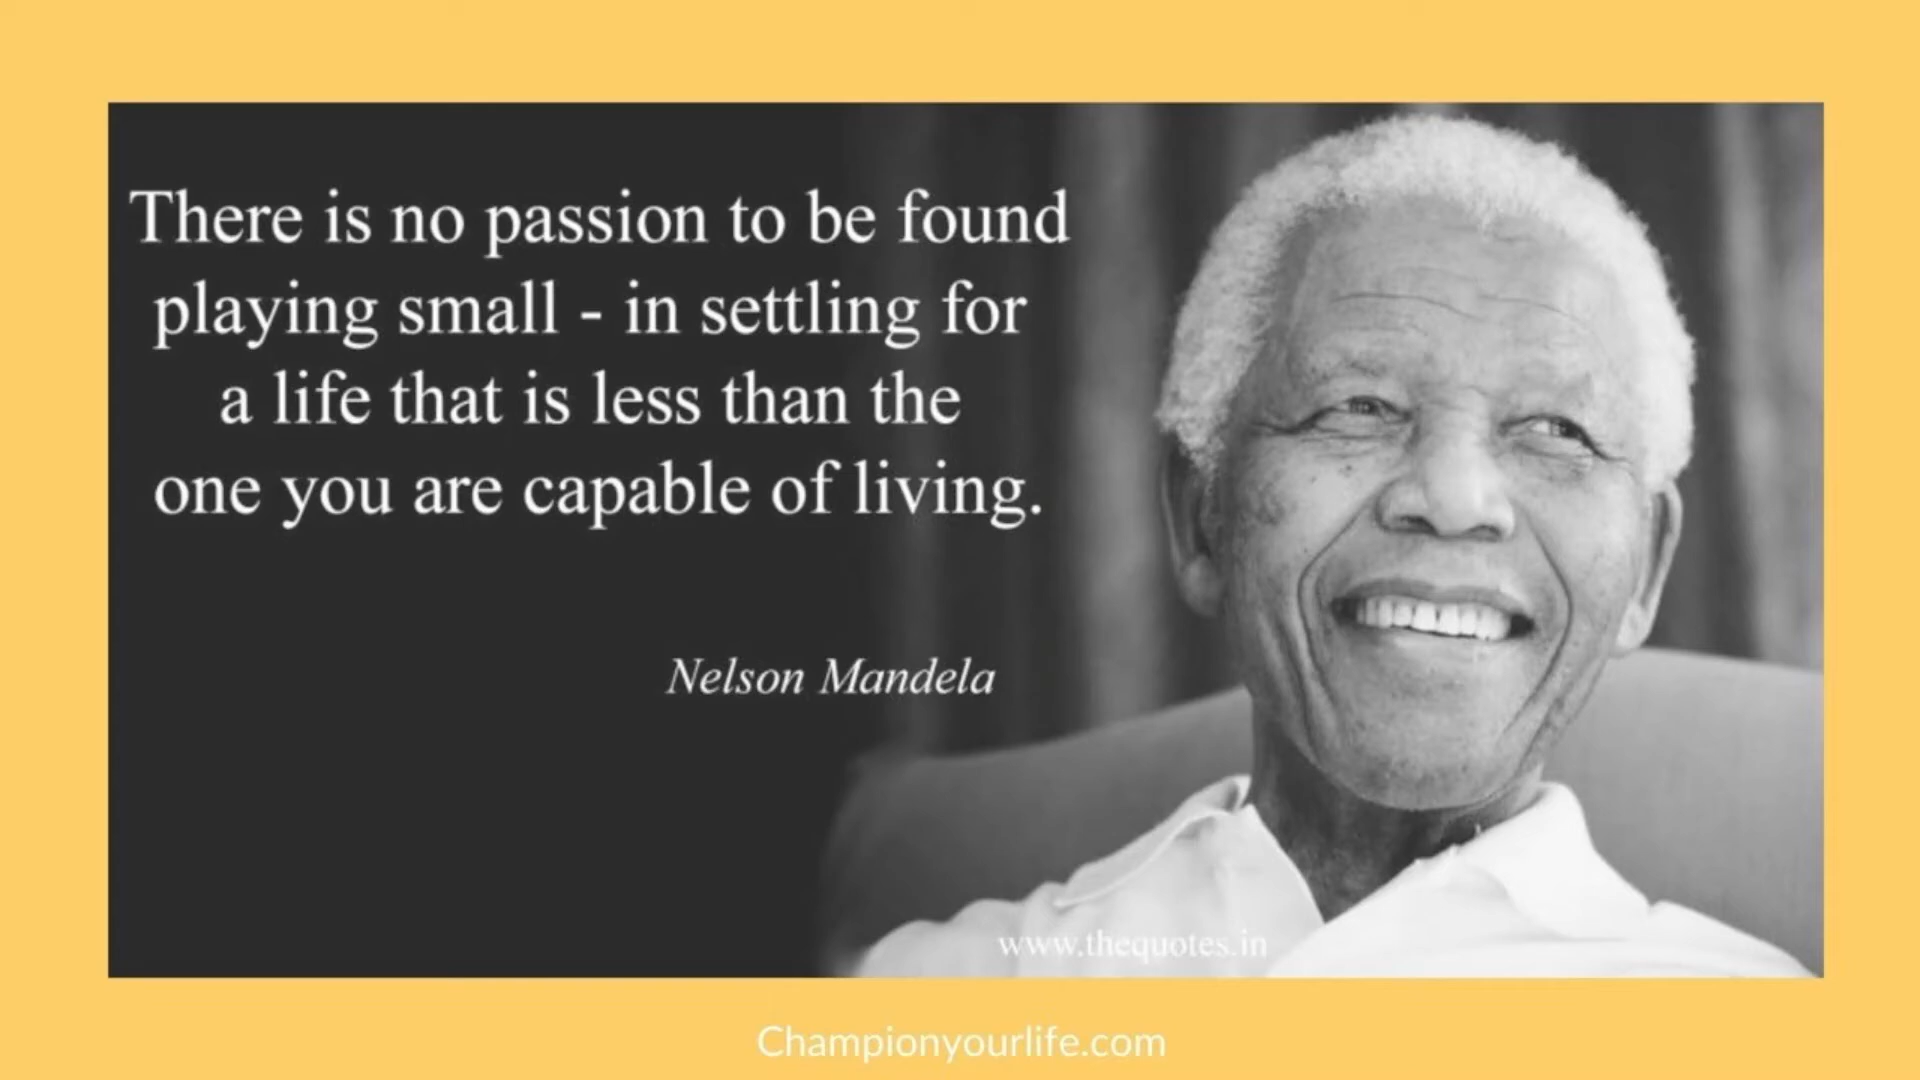 There is no passion to be found
playing small - in settling for
a life that is less than the
one you are capable of living.
Nelson Mandela
www.thequotes.in
Championyourlife.com